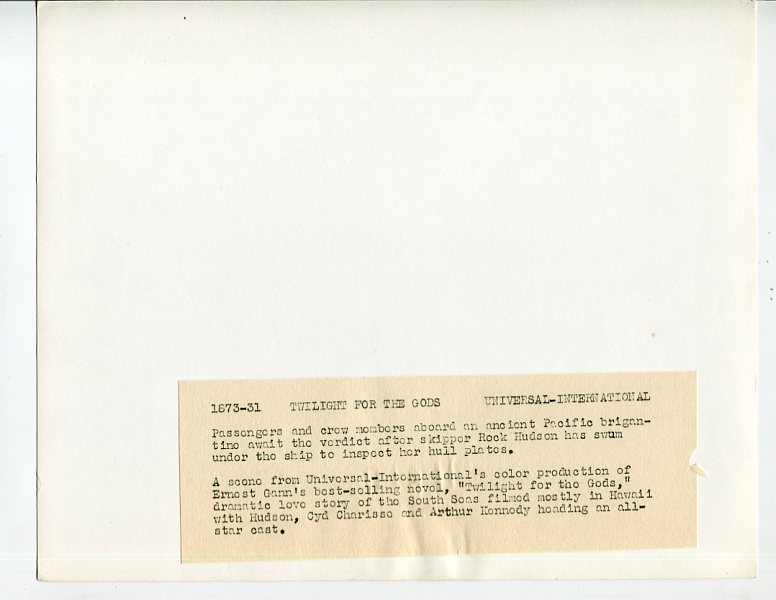 1873-31 TWILIGHT FOR THE GODS UNIVERSAL-INTERNATIONAL
Passengers and crew members aboard an ancient Pacific brigan-
tine await the verdict after skipper Rock Hudson has swum
under the ship to inspect her hull plates.
A scene from Universal-International's color production of
Ernest Gann's best-selling novel, "Twilight for the Gods,"
dramatic love story of the South Seas filmed mostly in Hawaii
with Hudson, Cyd Charisse and Arthur Kennedy heading an all-
star cast.